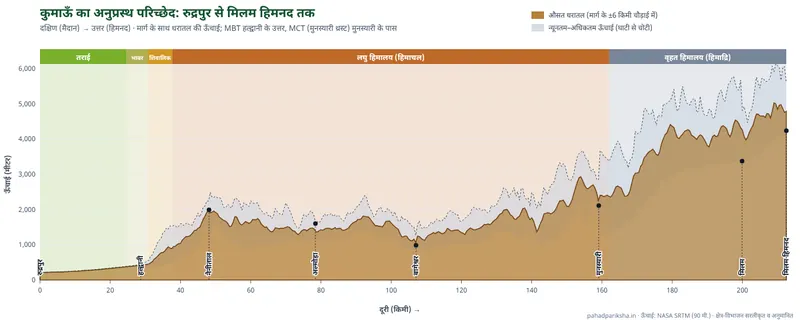 कुमाऊँ का अनुप्रस्थ परिच्छेद: रुद्रपुर से मिलम हिमनद तक
दक्षिण (मैदान) → उत्तर (हिमनद) · मार्ग के साथ धरातल की ऊँचाई; MBT हल्द्वानी के उत्तर, MCT (मुनस्यारी थ्रस्ट) मुनस्यारी के पास
औसत धरातल (मार्ग के ±6 किमी चौड़ाई में)
न्यूनतम–अधिकतम ऊँचाई (घाटी से चोटी)
तराई
भाबर
शिवालिक
लघु हिमालय (हिमाचल)
वृहत हिमालय (हिमाद्रि)
6,000
5,000
4,000
3,000
2,000
1,000
0
ऊँचाई (मीटर)
रुद्रपुर
हल्द्वानी
नैनीताल
अल्मोड़ा
बागेश्वर
मुनस्यारी
मिलम
मिलम हिमनद
0 20 40 60 80 100 120 140 160 180 200
दूरी (किमी) →
pahadpariksha.in · ऊँचाई: NASA SRTM (90 मी.) · क्षेत्र-विभाजन सरलीकृत व अनुमानित